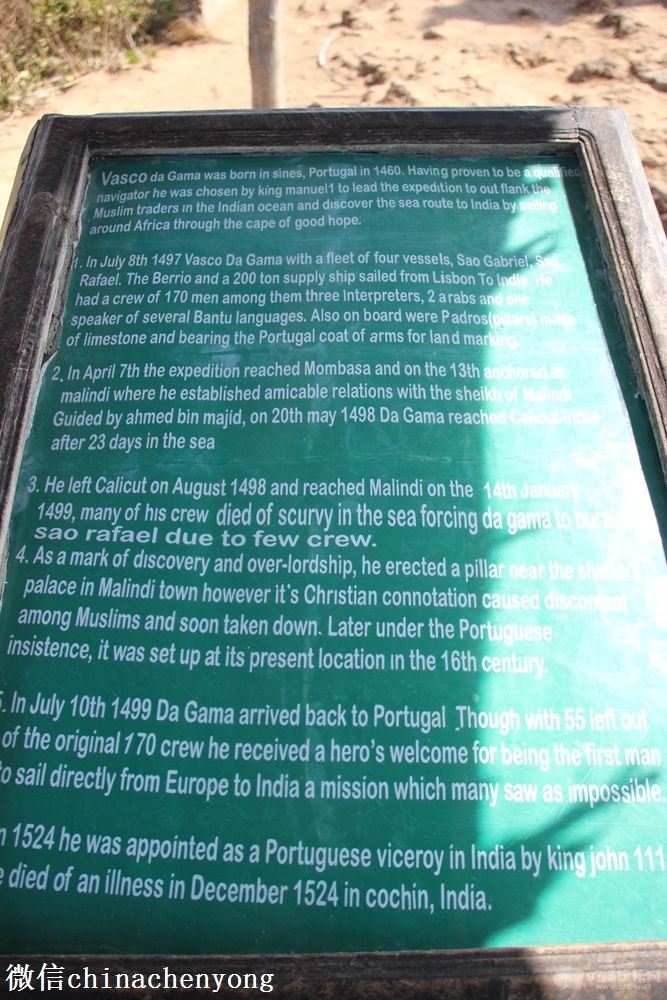 Vasco da Gama was born in sines, Portugal in 1460. Having proven to be a qualified
navigator he was chosen by king manuel1 to lead the expedition to out flank the
Muslim traders in the Indian ocean and discover the sea route to India by sailing
around Africa through the cape of good hope.
1. In July 8th 1497 Vasco Da Gama with a fleet of four vessels, Sao Gabriel, Sao
Rafael. The Berrio and a 200 ton supply ship sailed from Lisbon To India. He
had a crew of 170 men among them three interpreters, 2 arabs and one
speaker of several Bantu languages. Also on board were Padros(pillars) made
of limestone and bearing the Portugal coat of arms for land marking.
2. In April 7th the expedition reached Mombasa and on the 13th anchored at
malindi where he established amicable relations with the sheikh of Malindi
Guided by ahmed bin majid, on 20th may 1498 Da Gama reached Calicut-india
after 23 days in the sea
3. He left Calicut on August 1498 and reached Malindi on the 14th January
1499, many of his crew died of scurvy in the sea forcing da gama to burn
sao rafael due to few crew.
4. As a mark of discovery and over-lordship, he erected a pillar near the sheikh's
palace in Malindi town however it's Christian connotation caused discontent
among Muslims and soon taken down. Later under the Portuguese
insistence, it was set up at its present location in the 16th century.
5. In July 10th 1499 Da Gama arrived back to Portugal .Though with 55 left out
of the original 170 crew he received a hero's welcome for being the first man
to sail directly from Europe to India a mission which many saw as impossible.
n 1524 he was appointed as a Portuguese viceroy in India by king john 111
e died of an illness in December 1524 in cochin, India.
微信chinachenyong